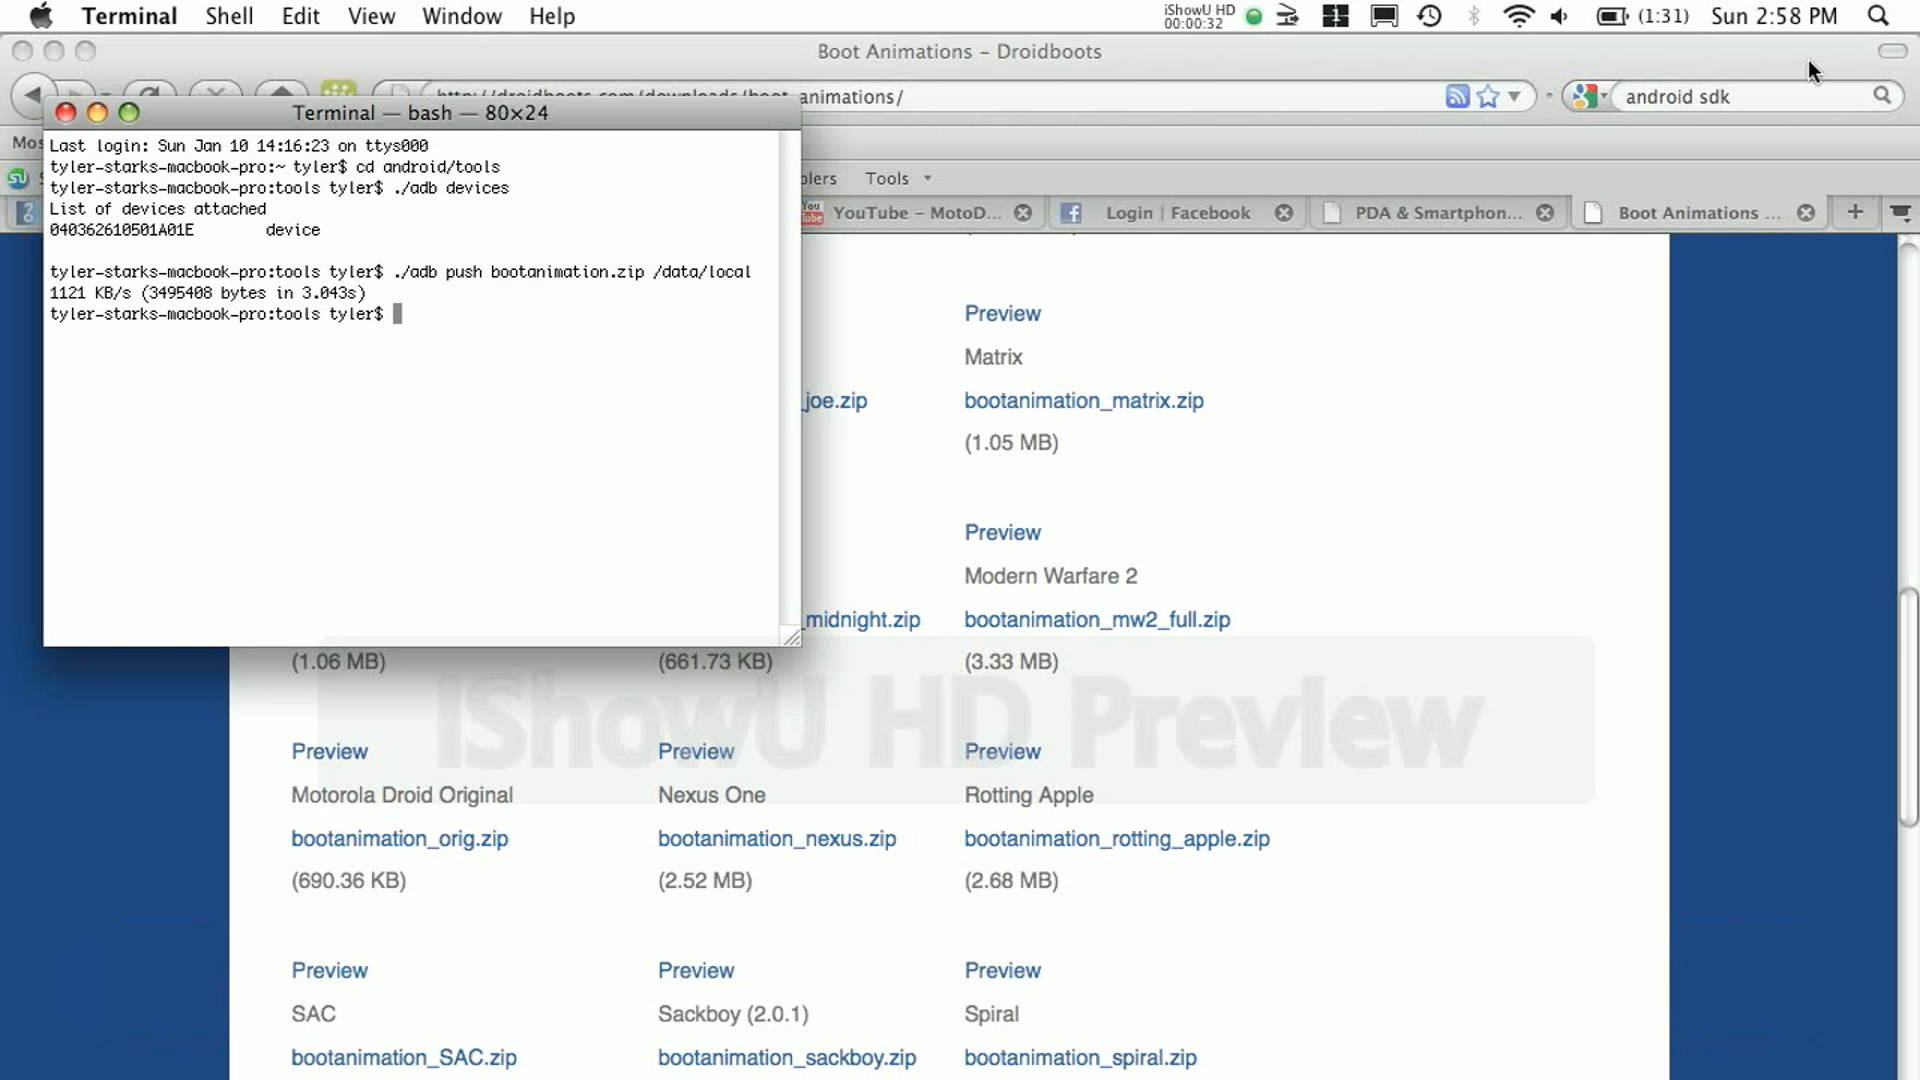 Terminal Shell Edit View Window Help
iShowU HD
00:00:32
(1:31) Sun 2:58 PM
Boot Animations – Droidboots
animations/
android sdk
Terminal — bash — 80×24
Last login: Sun Jan 10 14:16:23 on ttys000
tyler-starks-macbook-pro:~ tyler$ cd android/tools
tyler-starks-macbook-pro:tools tyler$ ./adb devices
List of devices attached
040362610501A01E device
tyler-starks-macbook-pro:tools tyler$ ./adb push bootanimation.zip /data/local
1121 KB/s (3495408 bytes in 3.043s)
tyler-starks-macbook-pro:tools tyler$
Tools
You Tube
YouTube – MotoD...
Login | Facebook
PDA & Smartphon...
Boot Animations ...
Preview
Matrix
joe.zip
bootanimation_matrix.zip
(1.05 MB)
Preview
Modern Warfare 2
midnight.zip
bootanimation_mw2_full.zip
(1.06 MB)
(661.73 KB)
(3.33 MB)
iShowU HD Preview
Preview
Preview
Preview
Motorola Droid Original
Nexus One
Rotting Apple
bootanimation_orig.zip
bootanimation_nexus.zip
bootanimation_rotting_apple.zip
(690.36 KB)
(2.52 MB)
(2.68 MB)
Preview
Preview
Preview
SAC
Sackboy (2.0.1)
Spiral
bootanimation_SAC.zip
bootanimation_sackboy.zip
bootanimation_spiral.zip